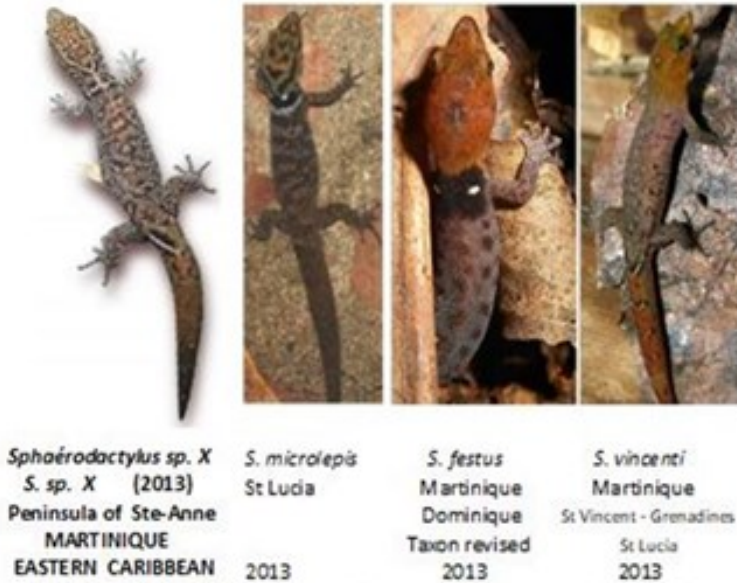 Sphaérodactylus sp. X
S. sp. X (2013)
Peninsula of Ste-Anne
MARTINIQUE
EASTERN CARIBBEAN
S. microlepis
St Lucia
2013
S. festus
Martinique
Dominique
Taxon revised
2013
S. vincenti
Martinique
St Vincent - Grenadines
St Lucia
2013